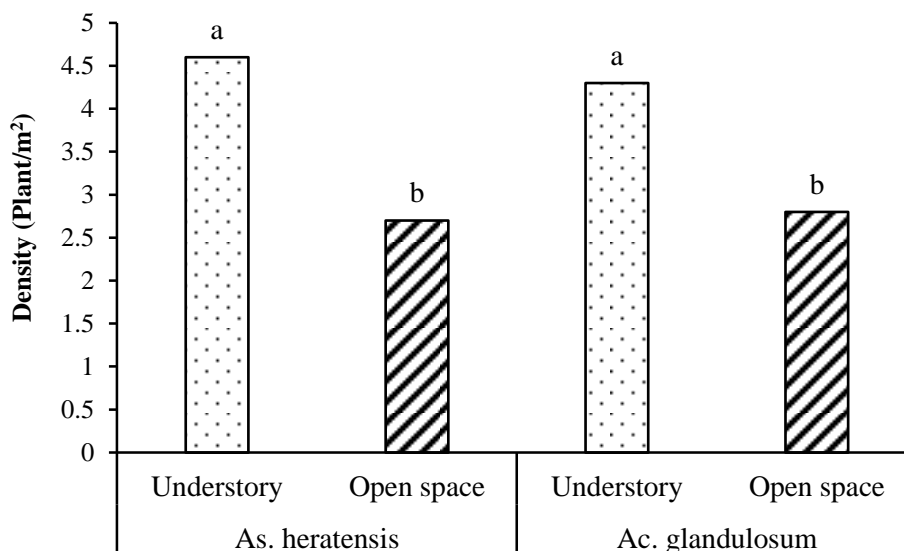 5
4.5
4
3.5
3
2.5
2
1.5
1
0.5
0
Density (Plant/m²)
a
b
a
b
Understory Open space Understory Open space
As. heratensis Ac. glandulosum